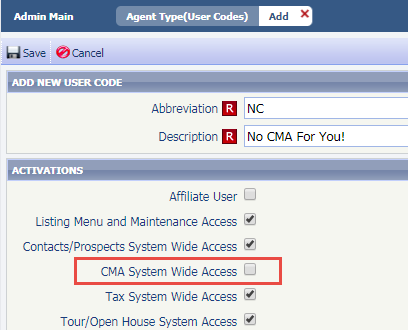 Admin Main Agent Type(User Codes) Add
Save Cancel
ADD NEW USER CODE
Abbreviation R NC
Description R No CMA For You!
ACTIVATIONS
Affiliate User
Listing Menu and Maintenance Access
Contacts/Prospects System Wide Access
CMA System Wide Access
Tax System Wide Access
Tour/Open House System Access